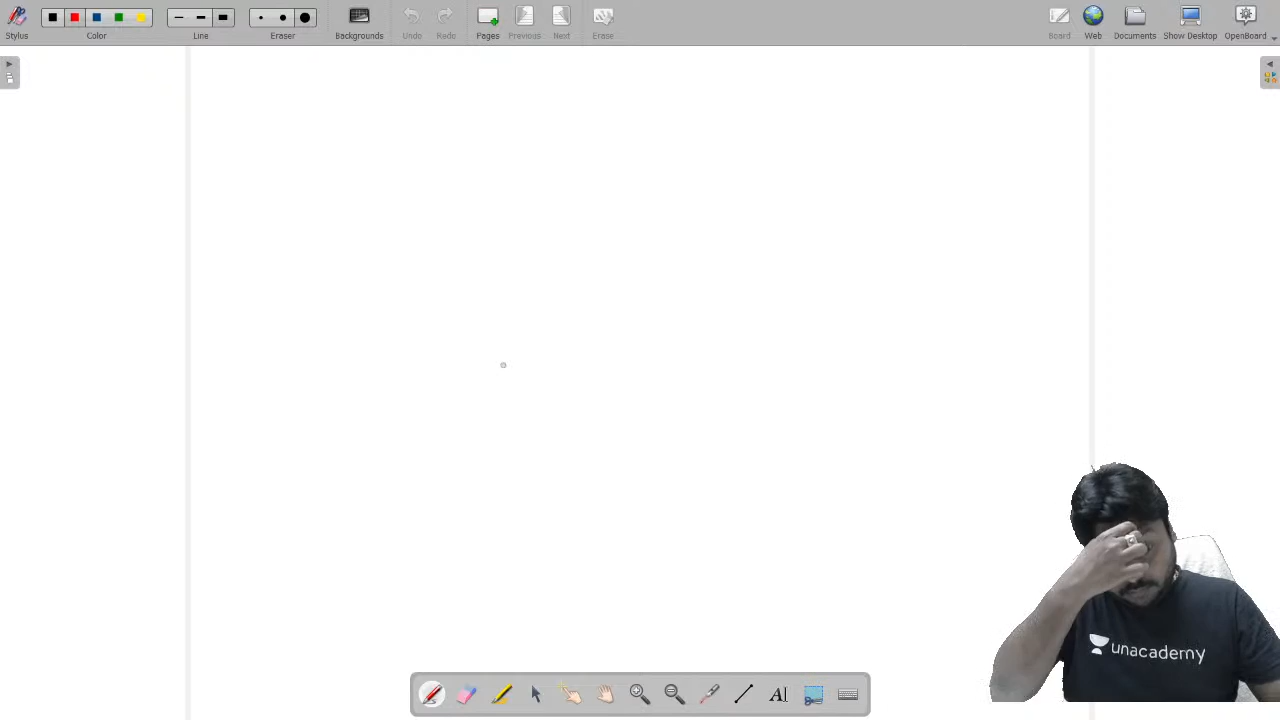 Stylus
Color
Line
Eraser
Backgrounds
Undo
Redo
Pages
Previous
Next
Erase
Board
Web
Documents
Show Desktop
OpenBoard
unacademy